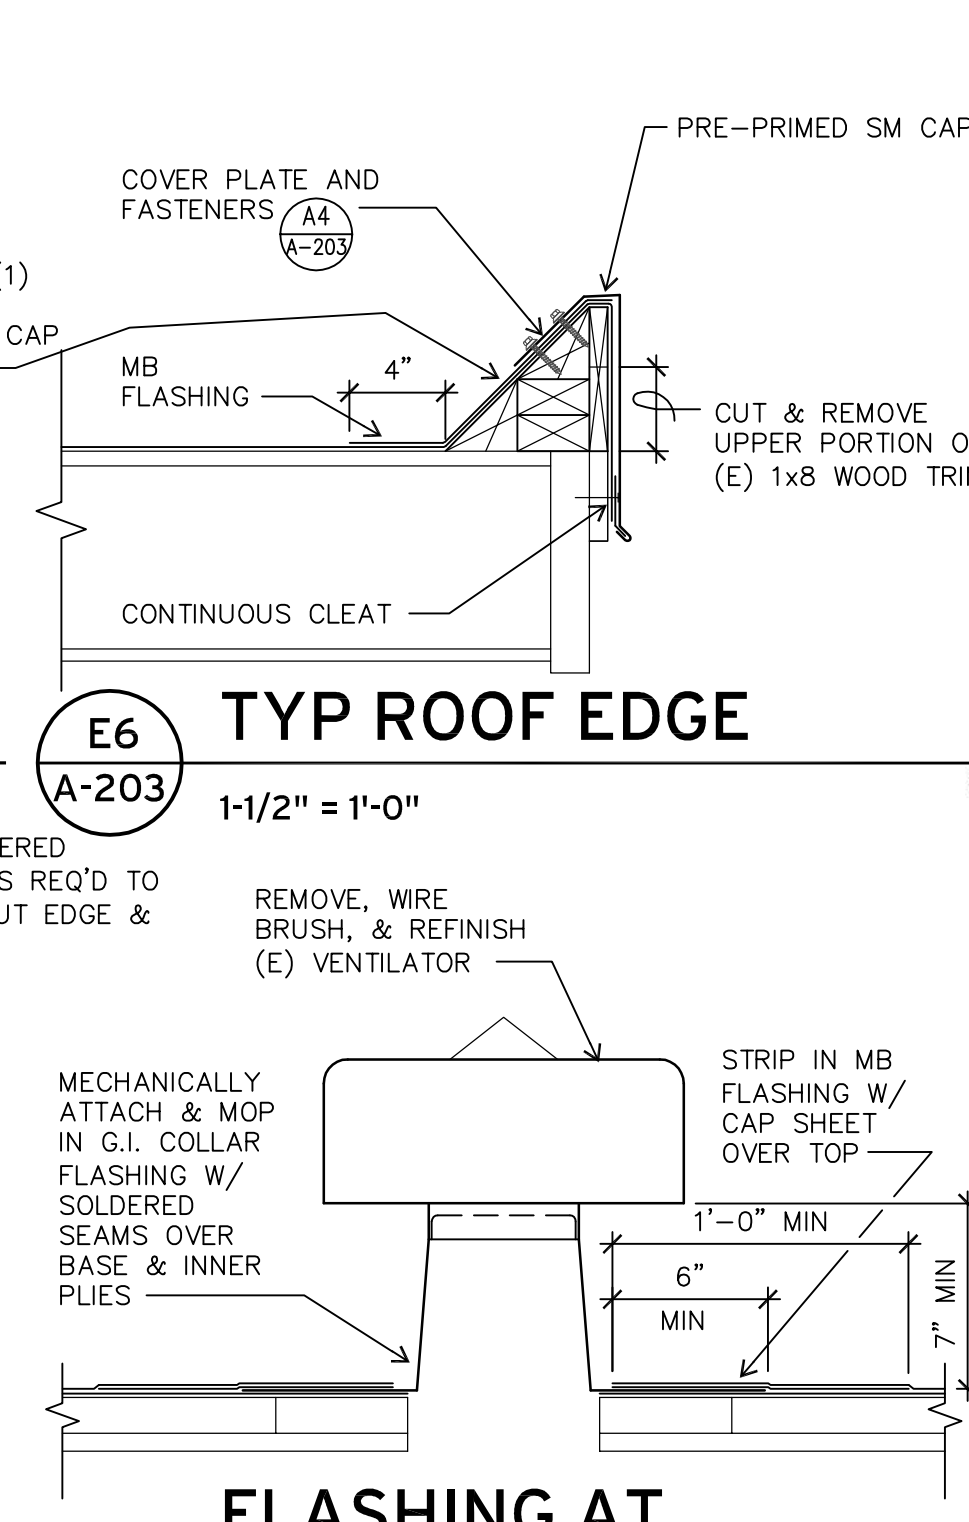 PRE-PRIMED SM CAP
COVER PLATE AND
FASTENERS
A4
A-203
(1)
CAP
MB
FLASHING
4"
CUT & REMOVE
UPPER PORTION O
(E) 1x8 WOOD TRI
CONTINUOUS CLEAT
E6
A-203
TYP ROOF EDGE
1-1/2" = 1'-0"
ERED
S REQ'D TO
UT EDGE &
REMOVE, WIRE
BRUSH, & REFINISH
(E) VENTILATOR
MECHANICALLY
ATTACH & MOP
IN G.I. COLLAR
FLASHING W/
SOLDERED
SEAMS OVER
BASE & INNER
PLIES
STRIP IN MB
FLASHING W/
CAP SHEET
OVER TOP
1'-0" MIN
6"
MIN
7" MIN
FLASHING AT